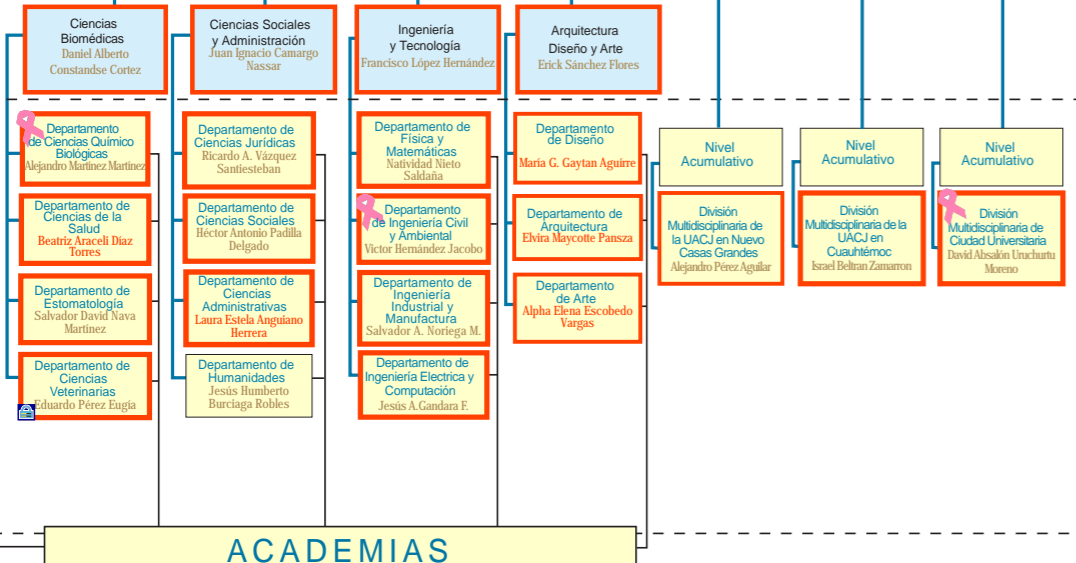 Ciencias
Biomédicas
Daniel Alberto
Constandse Cortez
Ciencias Sociales
y Administración
Juan Ignacio Camargo
Nassar
Ingeniería
y Tecnología
Francisco López Hernández
Arquitectura
Diseño y Arte
Erick Sánchez Flores
Departamento
de Ciencias Químico
Biológicas
Alejandro Martinez Martinez
Departamento de
Ciencias de la
Salud
Beatriz Araceli Díaz
Torres
Departamento de
Estomatología
Salvador David Nava
Martinez
Departamento de
Ciencias
Veterinarias
Eduardo Pérez Eugia
Departamento de
Ciencias Jurídicas
Ricardo A. Vázquez
Santiesteban
Departamento de
Ciencias Sociales
Héctor Antonio Padilla
Delgado
Departamento de
Ciencias
Administrativas
Laura Estela Anguiano
Herrera
Departamento de
Humanidades
Jesús Humberto
Burciaga Robles
Departamento de
Física y
Matemáticas
Natividad Nieto
Saldaña
Departamento
de Ingeniería Civil
y Ambiental
Victor Hernández Jacobo
Departamento de
Ingeniería
Industrial y
Manufactura
Salvador A. Noriega M.
Departamento de
Ingeniería Electrica y
Computación
Jesús A.Gandara F.
Departamento
de Diseño
Maria G. Gaytan Aguirre
Departamento de
Arquitectura
Elvira Maycotte Pansza
Departamento
de Arte
Alpha Elena Escobedo
Vargas
Nivel
Acumulativo
División
Multidisciplinaria de
la UACJ en Nuevo
Casas Grandes
Alejandro Pérez Aguilar
Nivel
Acumulativo
División
Multidisciplinaria de la
UACJ en
Cuauhtémoc
Israel Beltran Zamarron
Nivel
Acumulativo
División
Multidisciplinaria de
Ciudad Universitaria
David Absalón Uruchurtu
Moreno
ACADEMIAS